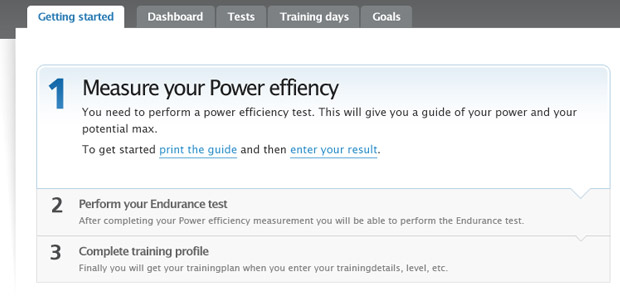 Getting started Dashboard Tests Training days Goals
1 Measure your Power effiency
You need to perform a power efficiency test. This will give you a guide of your power and your
potential max.
To get started print the guide and then enter your result.
2 Perform your Endurance test
After completing your Power efficiency measurement you will be able to perform the Endurance test.
3 Complete training profile
Finally you will get your trainingplan when you enter your trainingdetails, level, etc.